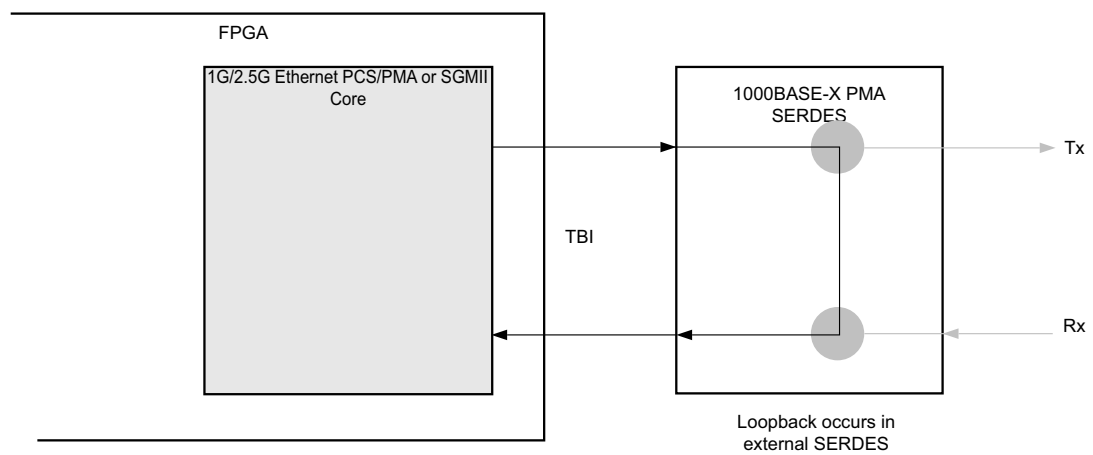 FPGA
1G/2.5G Ethernet PCS/PMA or SGMII
Core
1000BASE-X PMA
SERDES
Tx
TBI
Rx
Loopback occurs in
external SERDES